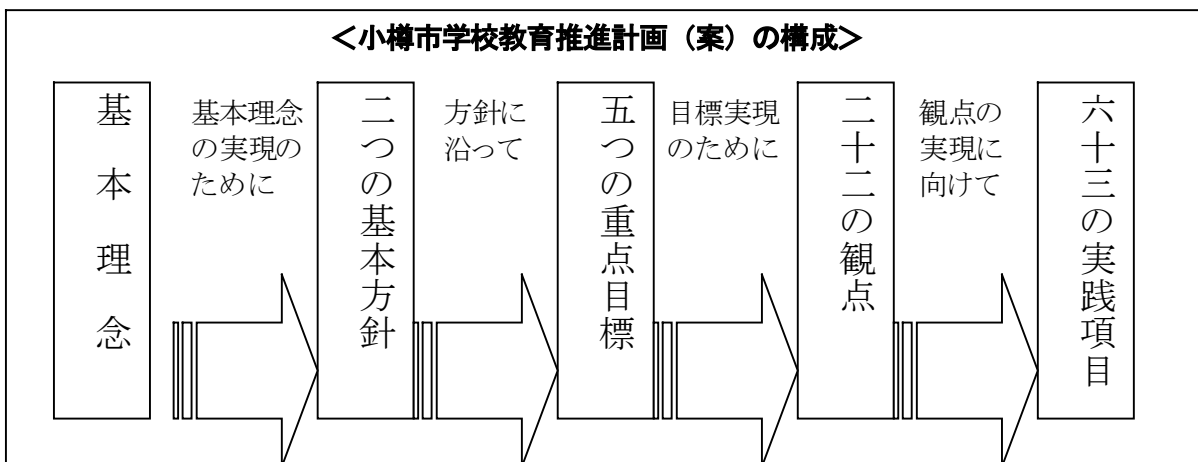 ＜小樽市学校教育推進計画（案）の構成＞
基本理念
基本理念
の実現の
ために
二つの基本方針
方針に
沿って
五つの重点目標
目標実現
のために
二十二の観点
観点の
実現に
向けて
六十三の実践項目